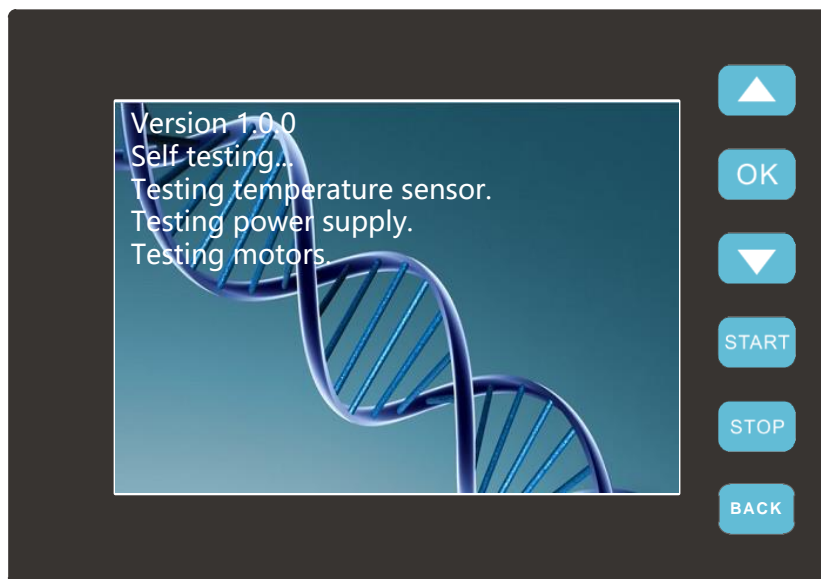 Version 1.0.0
Self testing...
Testing temperature sensor.
Testing power supply.
Testing motors.
OK
START
STOP
BACK